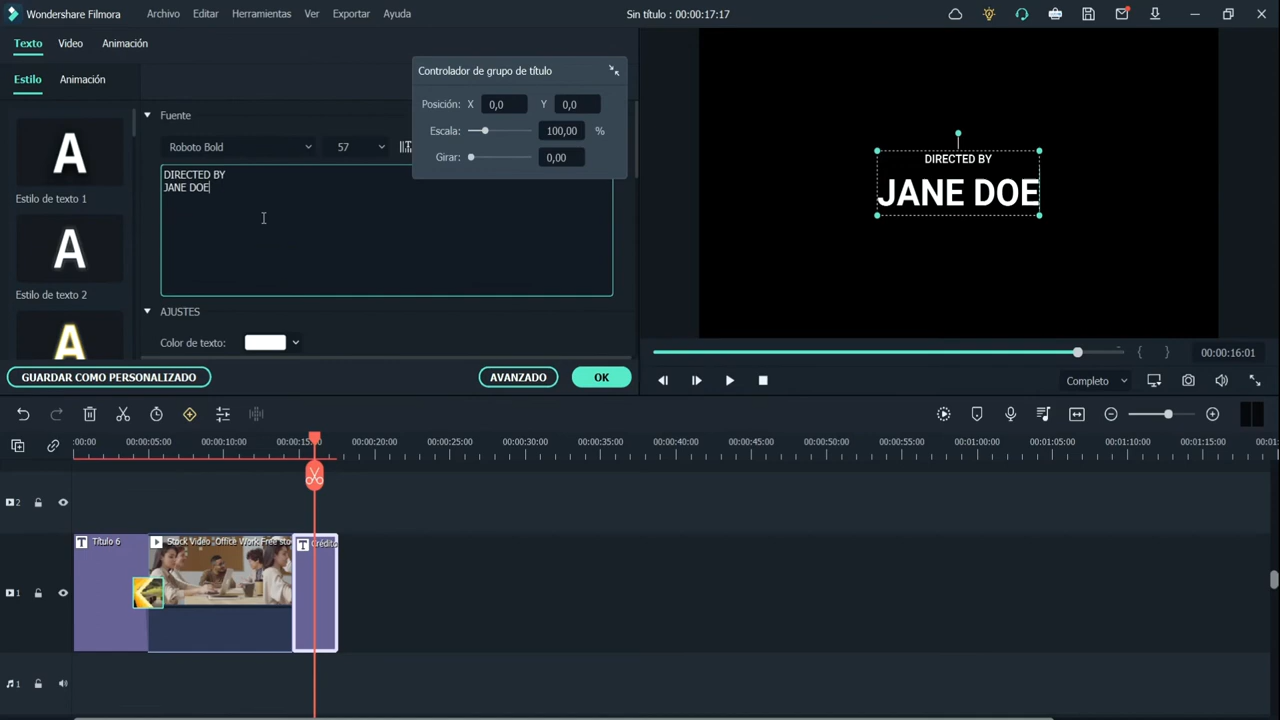 Wondershare Filmora
Archivo
Editar
Herramientas
Ver
Exportar
Ayuda
Sin título : 00:00:17:17
Texto
Video
Animación
Estilo
Animación
Controlador de grupo de título
Posición: X 0,0 Y 0,0
Escala: 100,00 %
Girar: 0,00
Fuente
Roboto Bold
57
DIRECTED BY
JANE DOE
A
Estilo de texto 1
A
Estilo de texto 2
A
AJUSTES
Color de texto:
GUARDAR COMO PERSONALIZADO
AVANZADO
OK
DIRECTED BY
JANE DOE
{ }
00:00:16:01
Completo
:00:00 00:00:05:00 00:00:10:00 00:00:15:00 00:00:20:00 00:00:25:00 00:00:30:00 00:00:35:00 00:00:40:00 00:00:45:00 00:00:50:00 00:00:55:00 00:01:00:00 00:01:05:00 00:01:10:00 00:01:15:00
2
T Título 6
Stock Video_Office Work Free sto
T Crédito
1
1